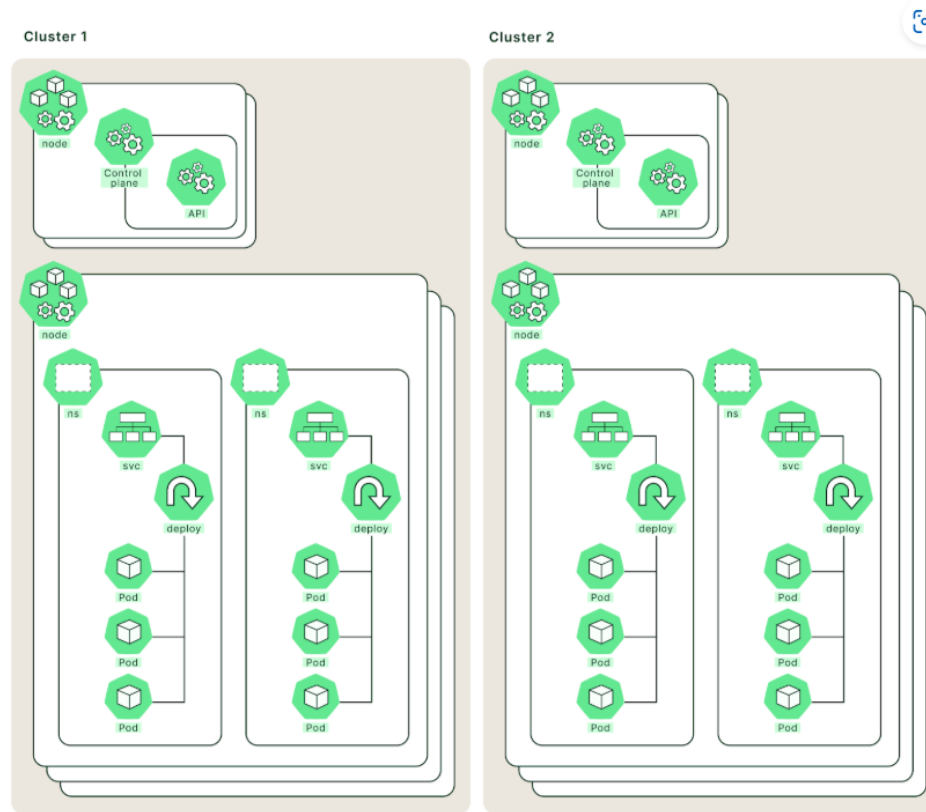 Cluster 1
node
Control
plane
API
node
ns
svc
deploy
Pod
Pod
Pod
ns
svc
deploy
Pod
Pod
Pod
Cluster 2
node
Control
plane
API
node
ns
svc
deploy
Pod
Pod
Pod
ns
svc
deploy
Pod
Pod
Pod